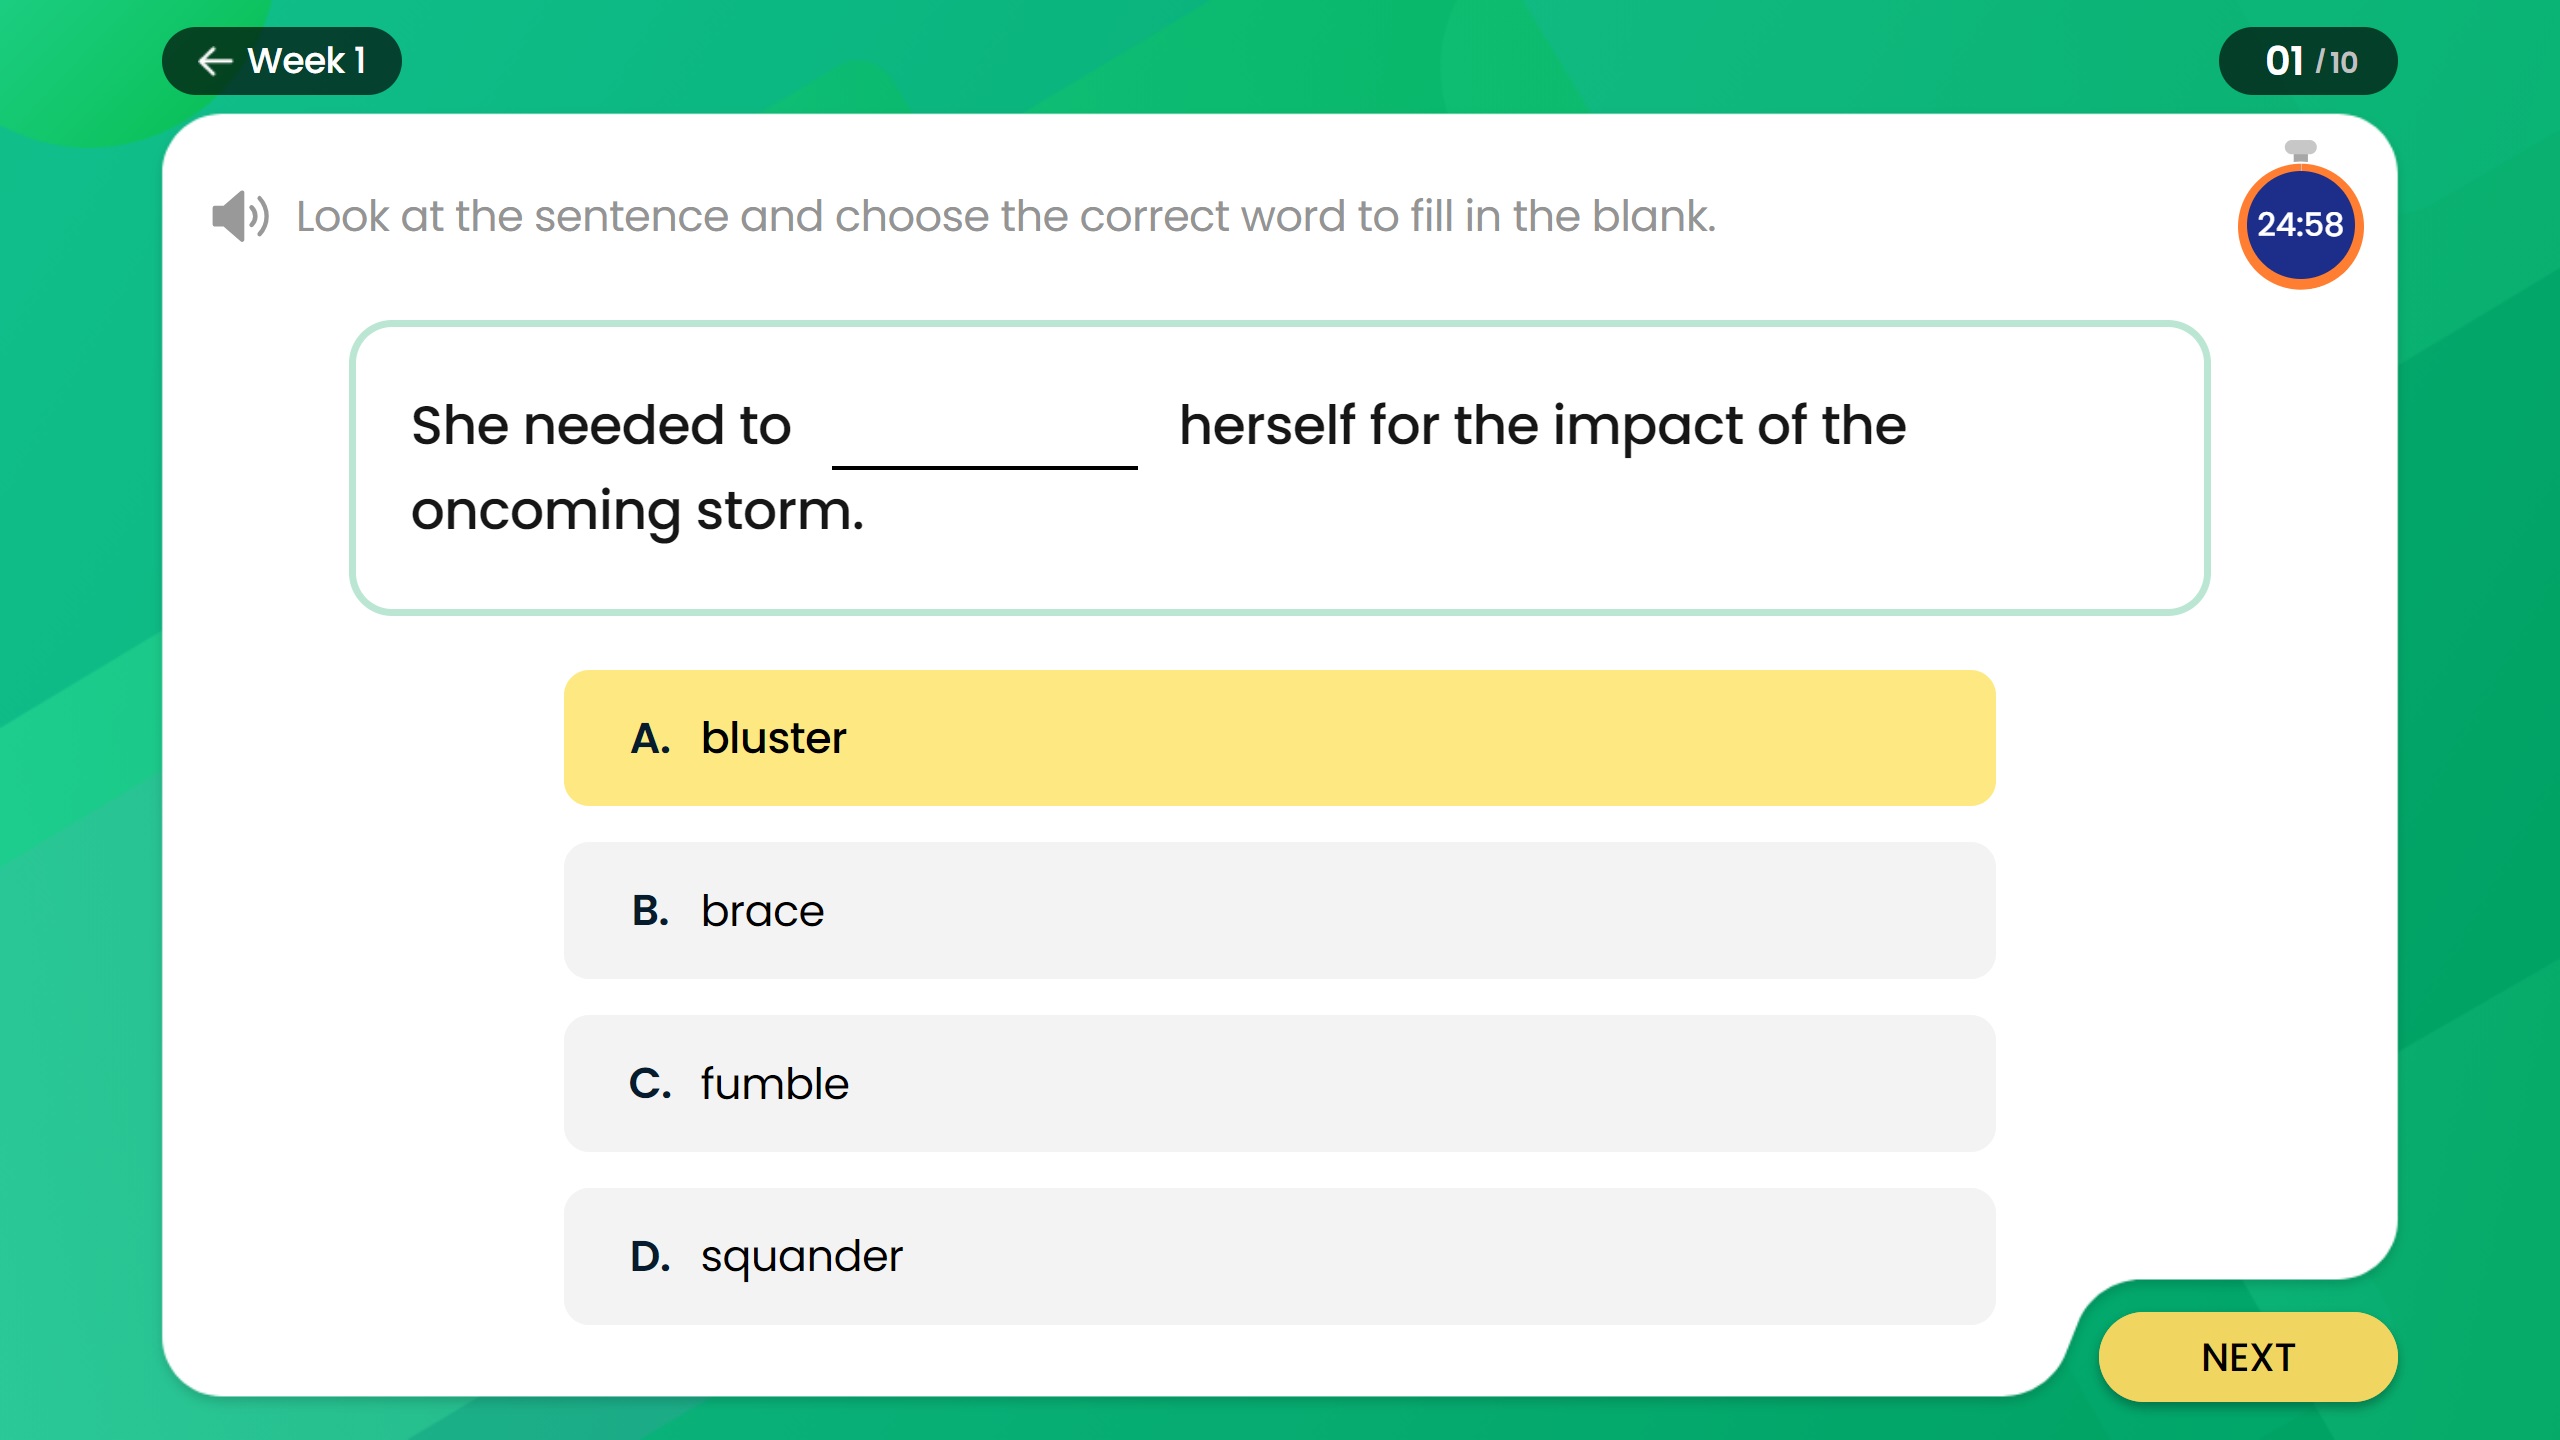 Week 1
01 / 10
Look at the sentence and choose the correct word to fill in the blank.
24:58
She needed to ________ herself for the impact of the
oncoming storm.
A. bluster
B. brace
C. fumble
D. squander
NEXT